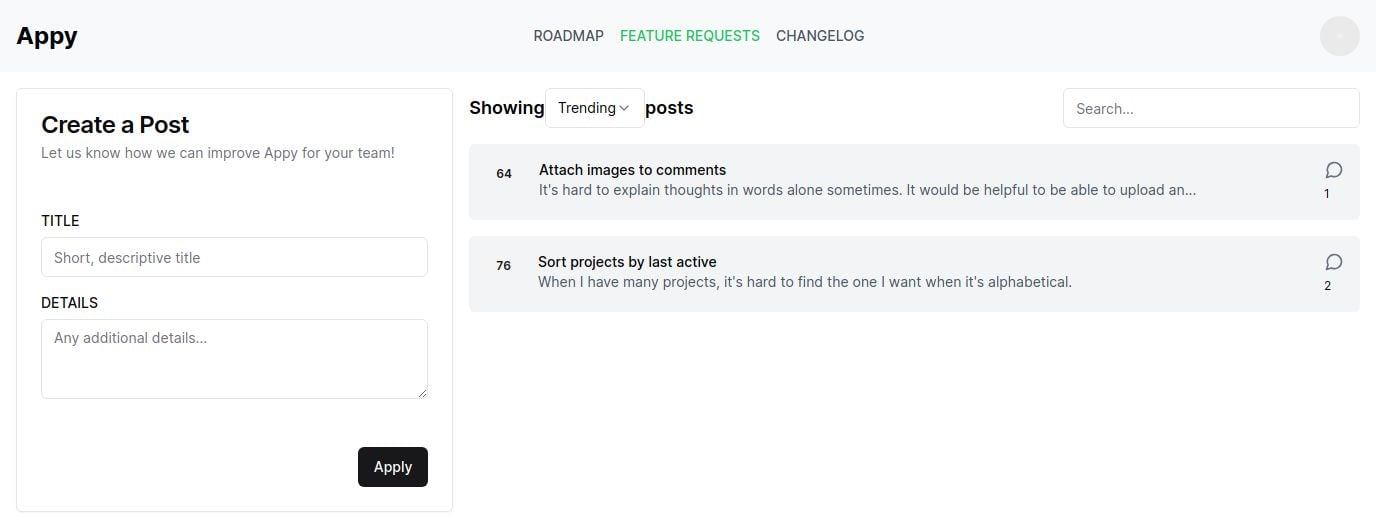 Appy
ROADMAP FEATURE REQUESTS CHANGELOG
Create a Post
Let us know how we can improve Appy for your team!
TITLE
Short, descriptive title
DETAILS
Any additional details...
Apply
Showing Trending posts
Search...
64
Attach images to comments
It's hard to explain thoughts in words alone sometimes. It would be helpful to be able to upload an...
1
76
Sort projects by last active
When I have many projects, it's hard to find the one I want when it's alphabetical.
2